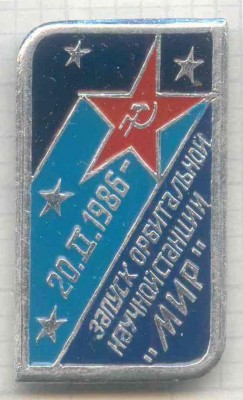 20.II.1986-
ЗАПУСК ОРБИТАЛЬНОЙ
НАУЧНОЙ СТАНЦИИ
„МИР"